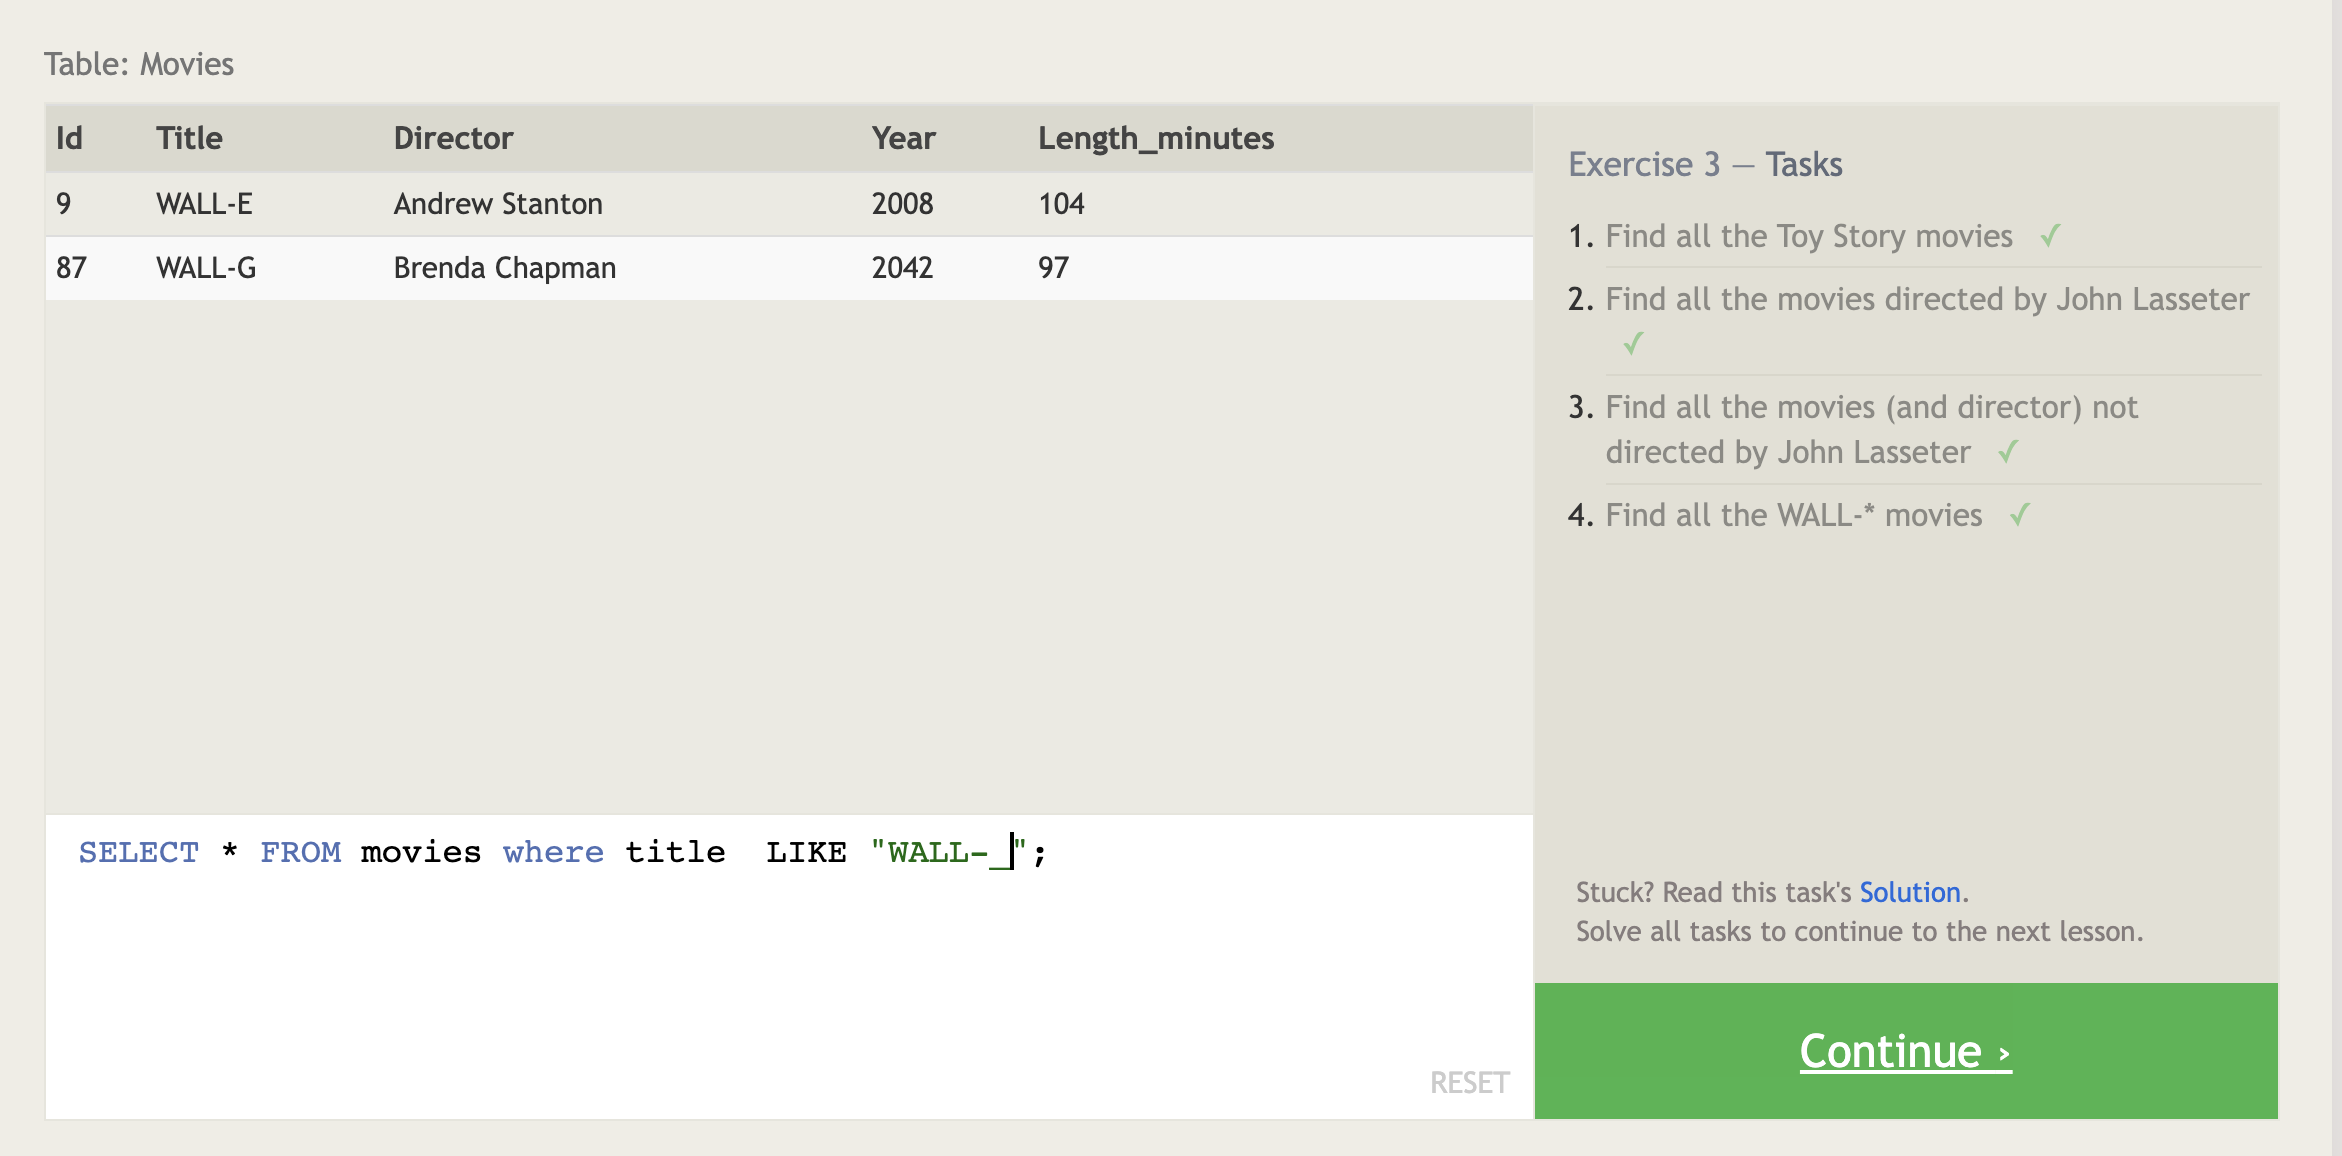 Table: Movies
Id Title Director Year Length_minutes
9 WALL-E Andrew Stanton 2008 104
87 WALL-G Brenda Chapman 2042 97
SELECT * FROM movies where title  LIKE "WALL-_";
RESET
Exercise 3 — Tasks
1. Find all the Toy Story movies ✓
2. Find all the movies directed by John Lasseter
✓
3. Find all the movies (and director) not
directed by John Lasseter ✓
4. Find all the WALL-* movies ✓
Stuck? Read this task's Solution.
Solve all tasks to continue to the next lesson.
Continue ›